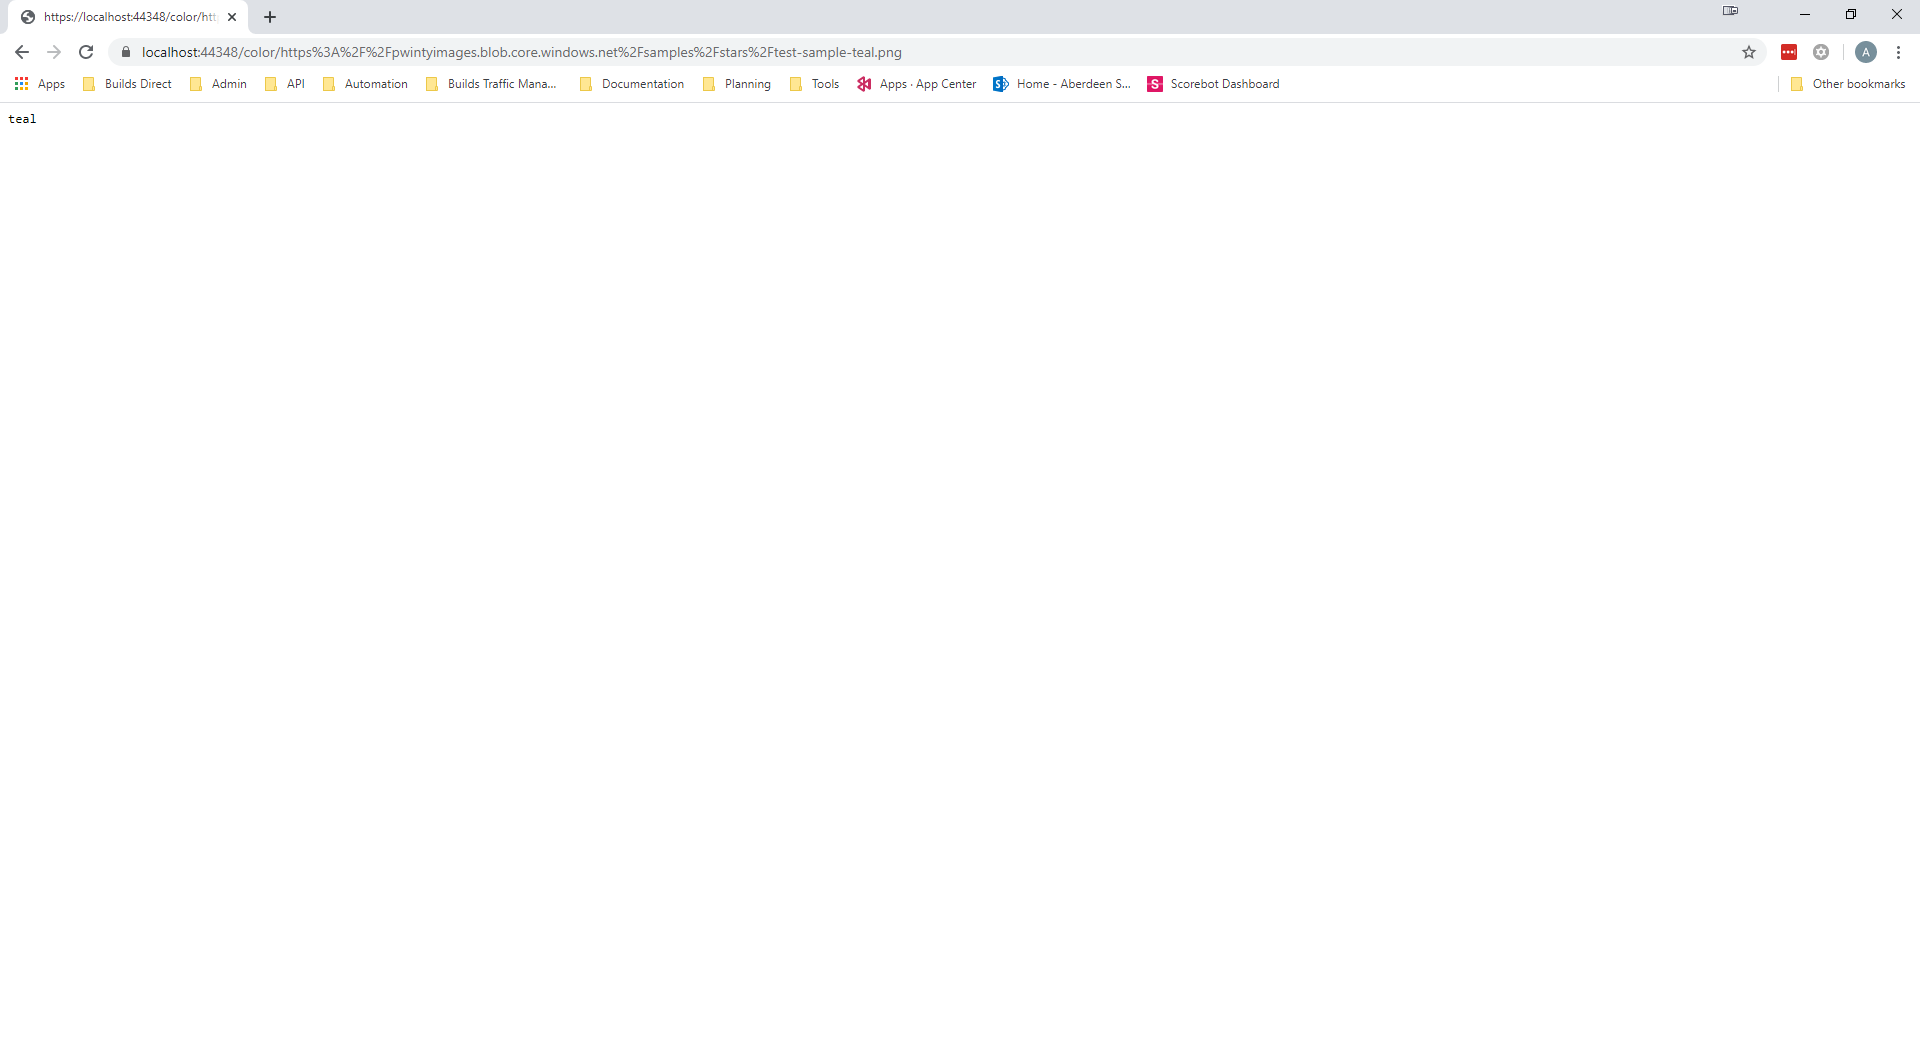 https://localhost:44348/color/htt
localhost:44348/color/https%3A%2F%2Fpwintyimages.blob.core.windows.net%2Fsamples%2Fstars%2Ftest-sample-teal.png
A
Apps Builds Direct Admin API Automation Builds Traffic Mana... Documentation Planning Tools Apps · App Center Home - Aberdeen S... S Scorebot Dashboard Other bookmarks
teal